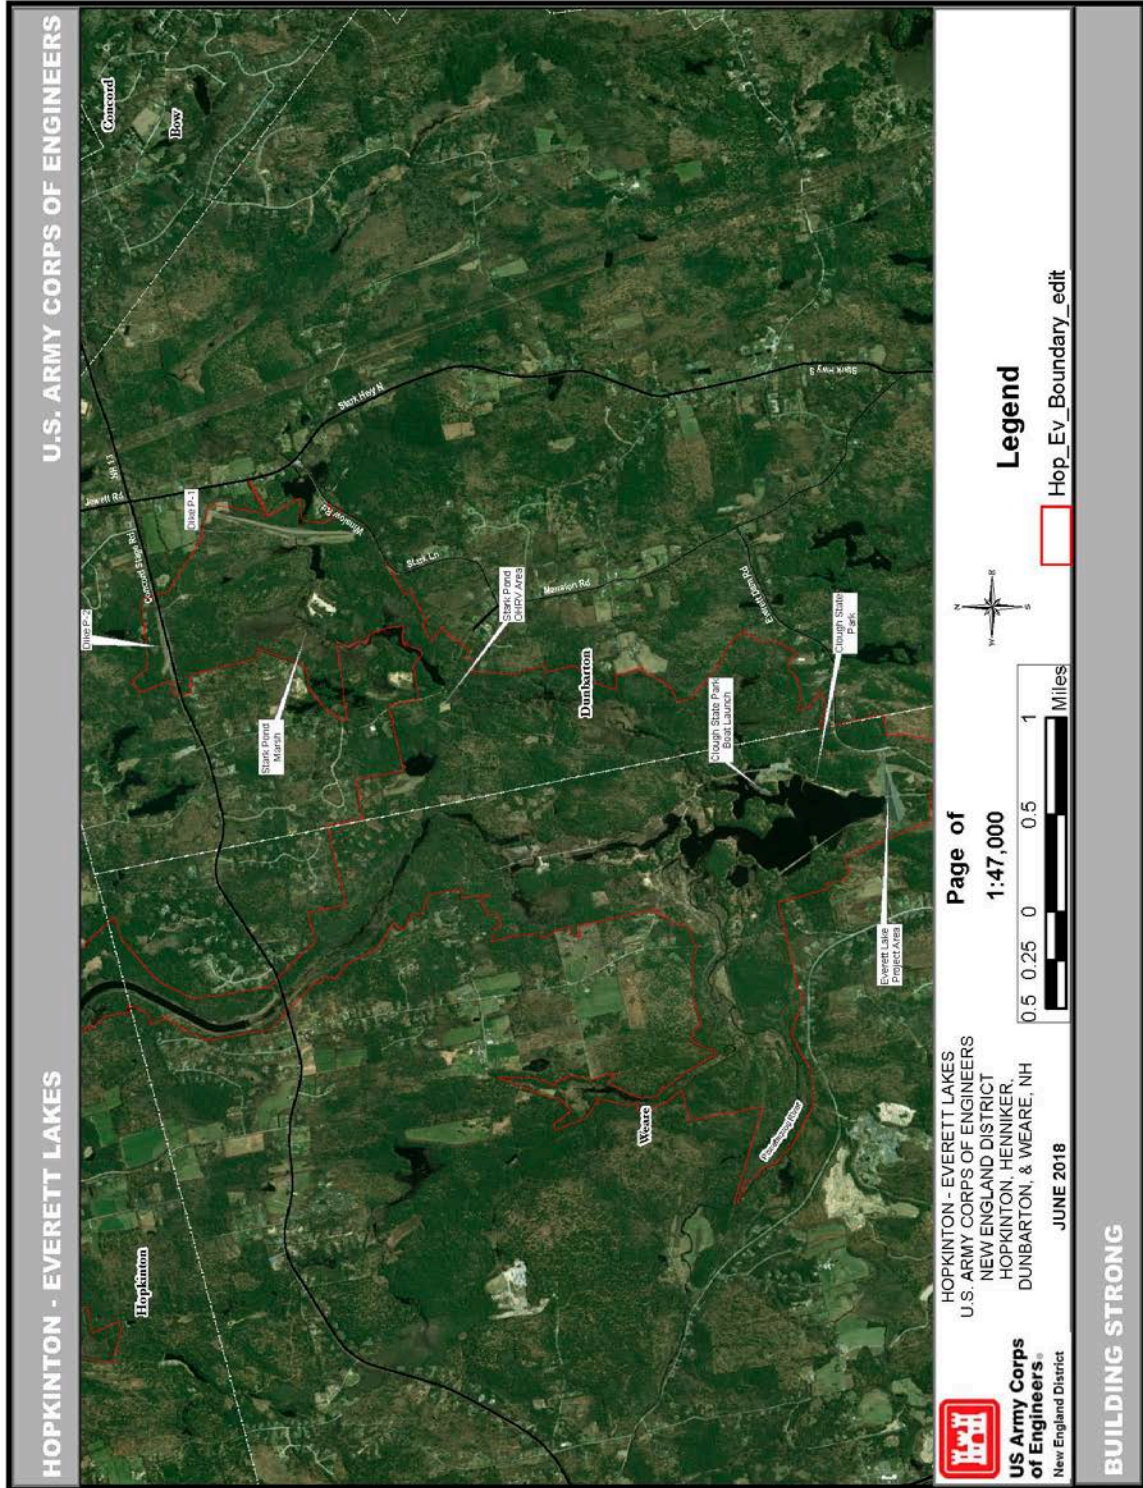 HOPKINTON - EVERETT LAKES
U.S. ARMY CORPS OF ENGINEERS
Concord
Bow
Hopkinton
Dike P-2
Concord Stage Rd
Jewett Rd
NH 13
Dike P-1
Stark Hwy N
Winslow Rd
Stark Pond
Marsh
Stark Ln
Stark Pond
OHRV Area
Mansion Rd
Dunbarton
Weare
Everett Dam Rd
Clough State Park
Boat Launch
Clough State
Park
Stark Hwy S
Piscataquog River
Everett Lake
Project Area
US Army Corps
of Engineers®
New England District
HOPKINTON - EVERETT LAKES
U.S. ARMY CORPS OF ENGINEERS
NEW ENGLAND DISTRICT
HOPKINTON, HENNIKER,
DUNBARTON, & WEARE, NH
JUNE 2018
Page of
1:47,000
0.5 0.25 0 0.5 1
Miles
N
W E
S
Legend
Hop_Ev_Boundary_edit
BUILDING STRONG